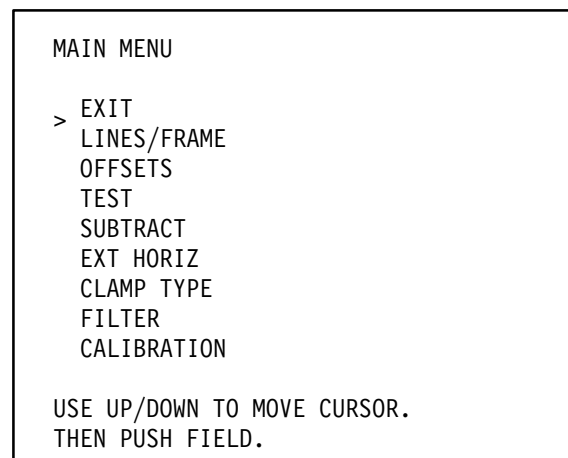 MAIN MENU
> EXIT
LINES/FRAME
OFFSETS
TEST
SUBTRACT
EXT HORIZ
CLAMP TYPE
FILTER
CALIBRATION
USE UP/DOWN TO MOVE CURSOR.
THEN PUSH FIELD.